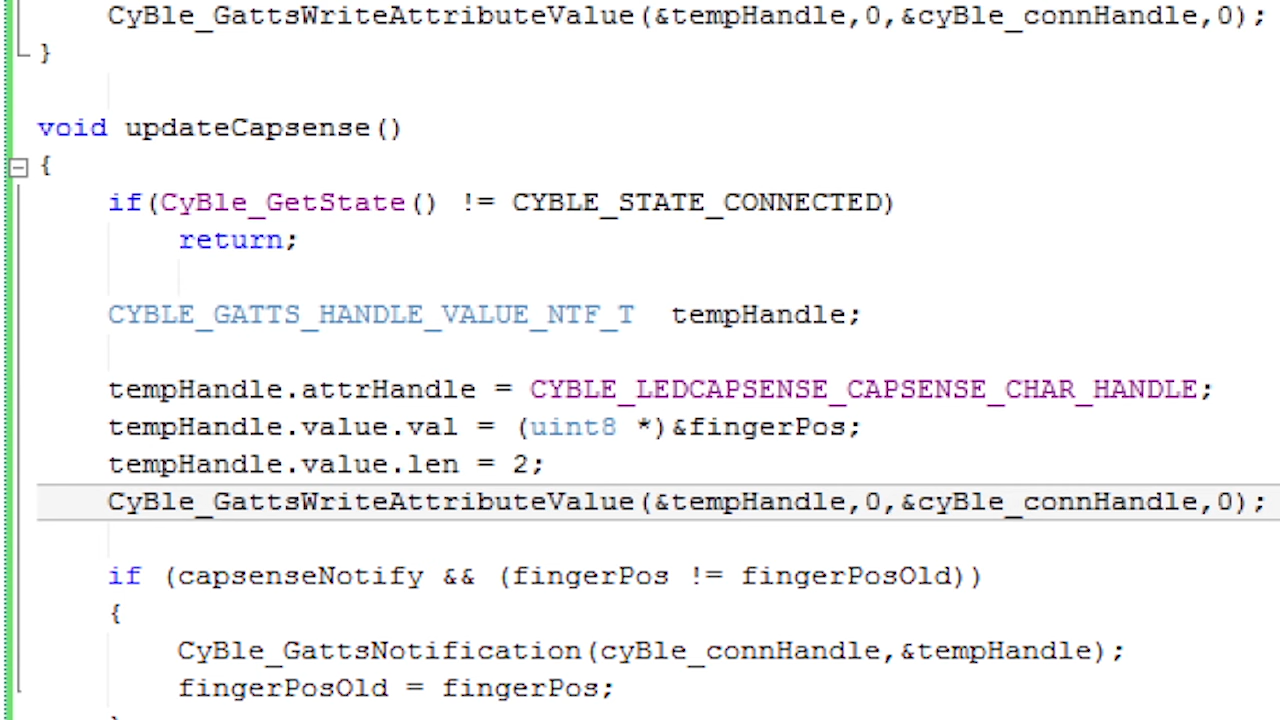 CyBle_GattsWriteAttributeValue(&tempHandle,0,&cyBle_connHandle,0);
}
void updateCapsense()
{
if(CyBle_GetState() != CYBLE_STATE_CONNECTED)
return;
CYBLE_GATTS_HANDLE_VALUE_NTF_T tempHandle;
tempHandle.attrHandle = CYBLE_LEDCAPSENSE_CAPSENSE_CHAR_HANDLE;
tempHandle.value.val = (uint8 *)&fingerPos;
tempHandle.value.len = 2;
CyBle_GattsWriteAttributeValue(&tempHandle,0,&cyBle_connHandle,0);
if (capsenseNotify && (fingerPos != fingerPosOld))
{
CyBle_GattsNotification(cyBle_connHandle,&tempHandle);
fingerPosOld = fingerPos;